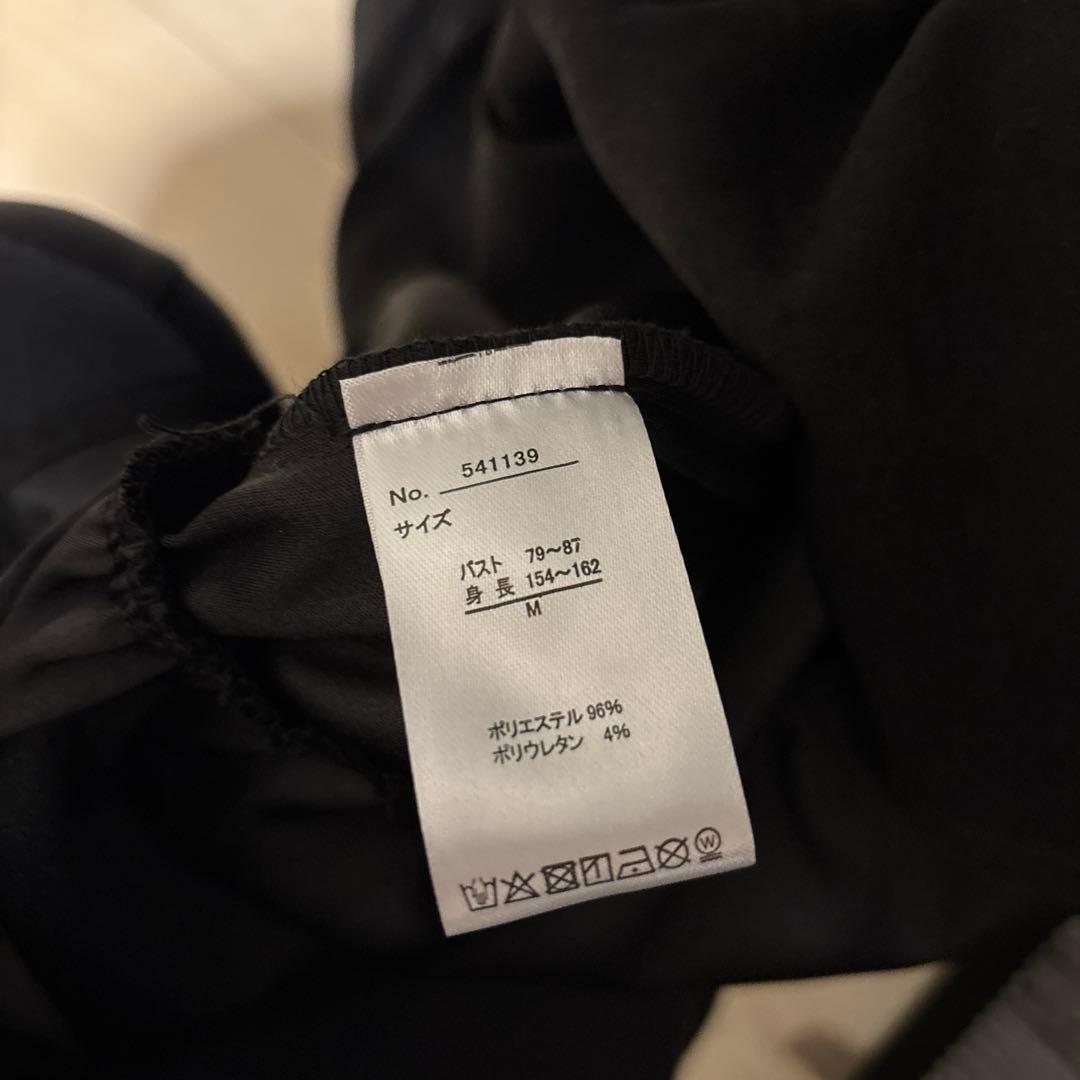 No. 541139
サイズ
バスト 79〜87
身長 154〜162
M
ポリエステル 96%
ポリウレタン 4%
W